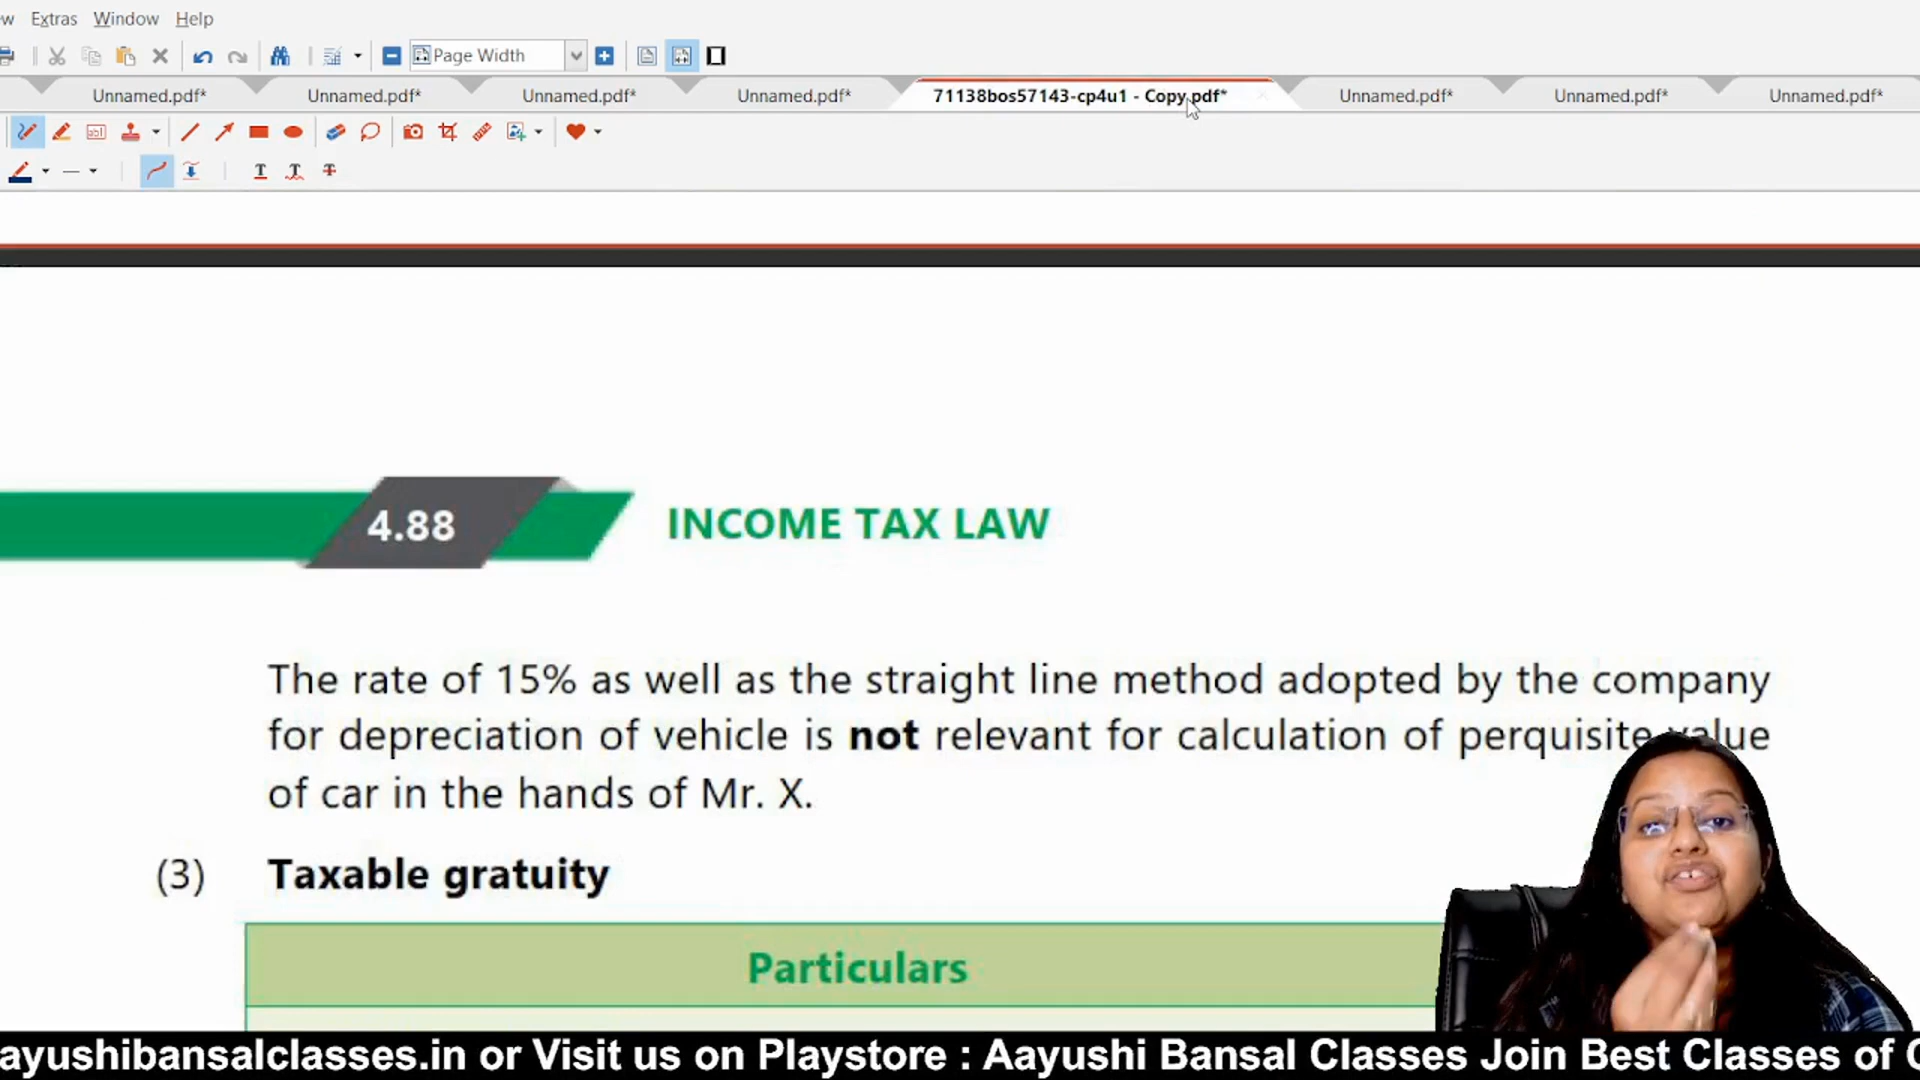 Extras Window Help
Page Width
Unnamed.pdf* Unnamed.pdf* Unnamed.pdf* Unnamed.pdf* 71138bos57143-cp4u1 - Copy.pdf* Unnamed.pdf* Unnamed.pdf* Unnamed.pdf*
4.88 INCOME TAX LAW
The rate of 15% as well as the straight line method adopted by the company
for depreciation of vehicle is not relevant for calculation of perquisite value
of car in the hands of Mr. X.
(3) Taxable gratuity
Particulars
ayushibansalclasses.in or Visit us on Playstore : Aayushi Bansal Classes Join Best Classes of